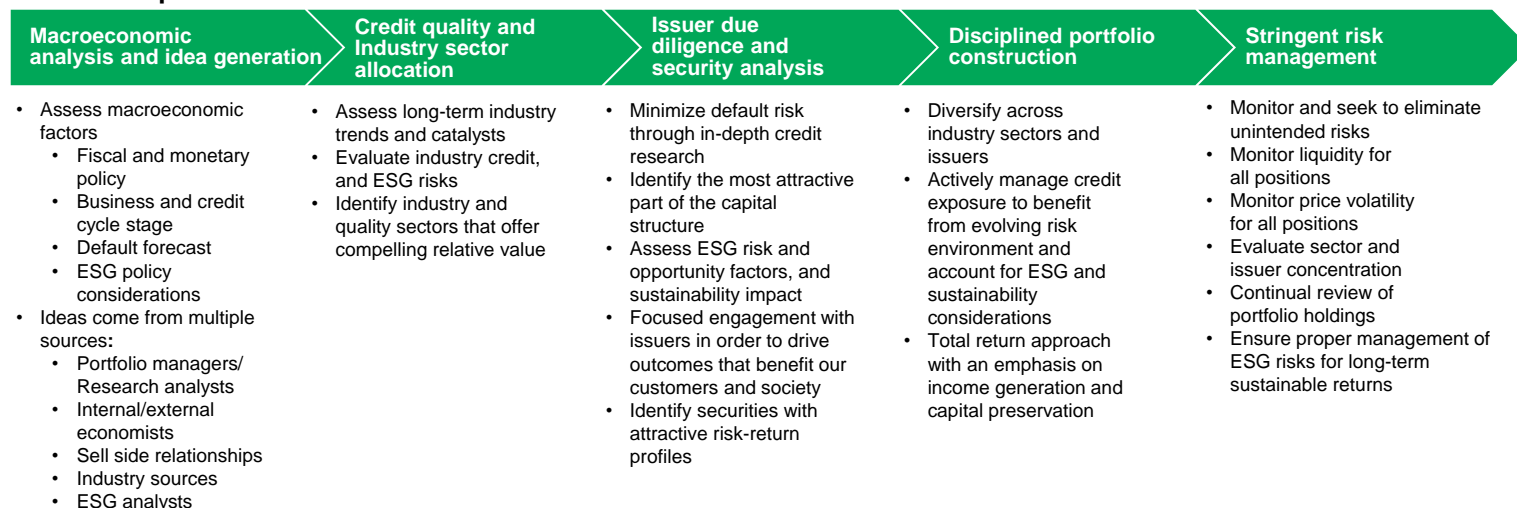 Macroeconomic
analysis and idea generation
• Assess macroeconomic
factors
• Fiscal and monetary
policy
• Business and credit
cycle stage
• Default forecast
• ESG policy
considerations
• Ideas come from multiple
sources:
• Portfolio managers/
Research analysts
• Internal/external
economists
• Sell side relationships
• Industry sources
• ESG analysts
Credit quality and
Industry sector
allocation
• Assess long-term industry
trends and catalysts
• Evaluate industry credit,
and ESG risks
• Identify industry and
quality sectors that offer
compelling relative value
Issuer due
diligence and
security analysis
• Minimize default risk
through in-depth credit
research
• Identify the most attractive
part of the capital
structure
• Assess ESG risk and
opportunity factors, and
sustainability impact
• Focused engagement with
issuers in order to drive
outcomes that benefit our
customers and society
• Identify securities with
attractive risk-return
profiles
Disciplined portfolio
construction
• Diversify across
industry sectors and
issuers
• Actively manage credit
exposure to benefit
from evolving risk
environment and
account for ESG and
sustainability
considerations
• Total return approach
with an emphasis on
income generation and
capital preservation
Stringent risk
management
• Monitor and seek to eliminate
unintended risks
• Monitor liquidity for
all positions
• Monitor price volatility
for all positions
• Evaluate sector and
issuer concentration
• Continual review of
portfolio holdings
• Ensure proper management of
ESG risks for long-term
sustainable returns